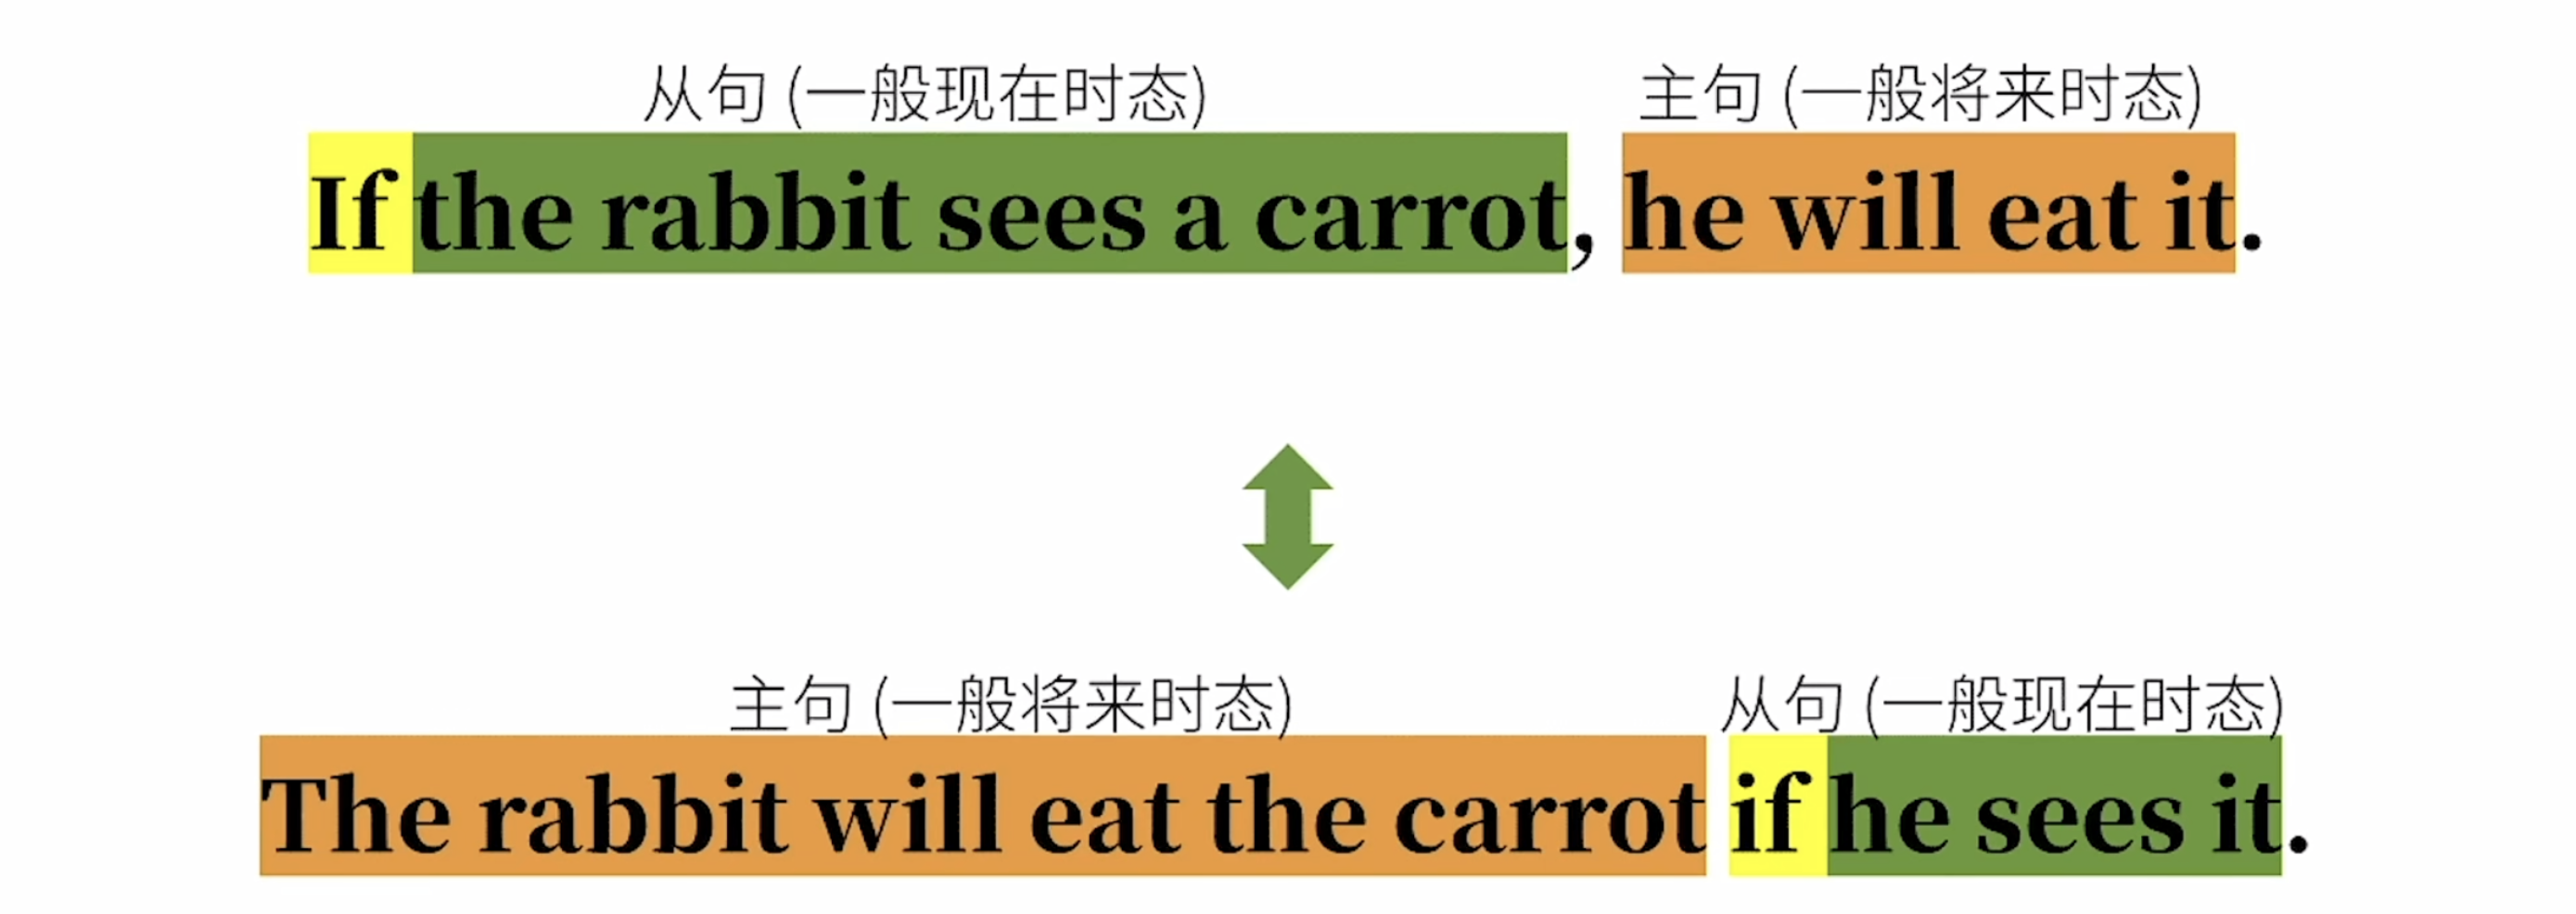 从句 (一般现在时态) 主句 (一般将来时态)
If the rabbit sees a carrot, he will eat it.
主句 (一般将来时态) 从句 (一般现在时态)
The rabbit will eat the carrot if he sees it.